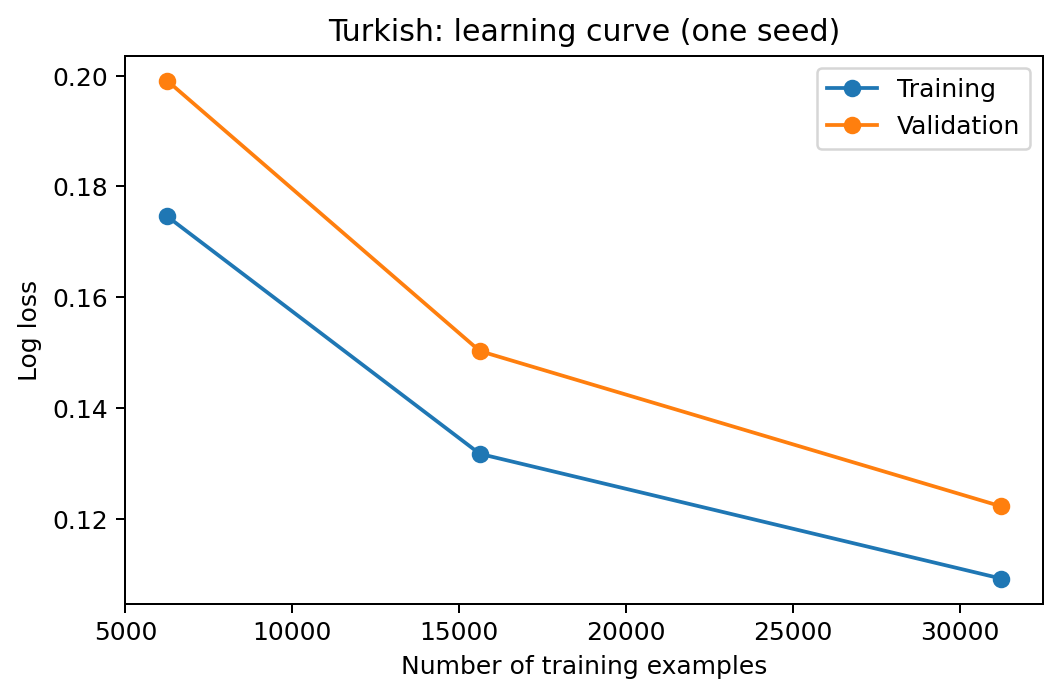 Turkish: learning curve (one seed)
Training
Validation
Log loss
0.20
0.18
0.16
0.14
0.12
5000
10000
15000
20000
25000
30000
Number of training examples